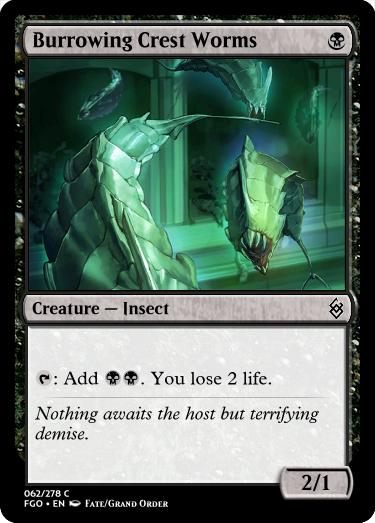 Burrowing Crest Worms
Creature — Insect
: Add . You lose 2 life.
Nothing awaits the host but terrifying
demise.
2/1
062/278 C
FGO • EN Fate/Grand Order